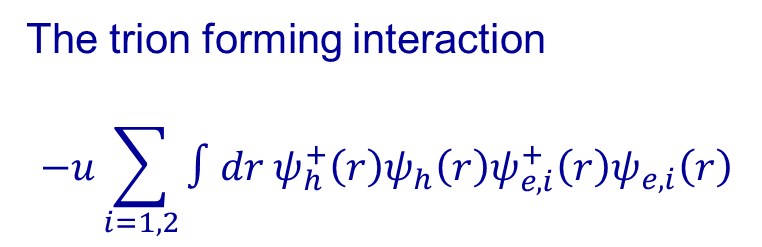 The trion forming interaction
−u ∑_{i=1,2} ∫ dr ψ_h^+(r)ψ_h(r)ψ_{e,i}^+(r)ψ_{e,i}(r)